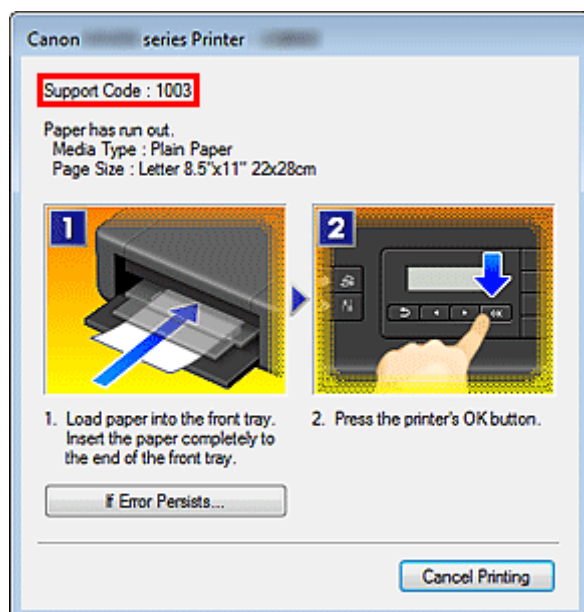 Canon series Printer
Support Code : 1003
Paper has run out.
Media Type : Plain Paper
Page Size : Letter 8.5"x11" 22x28cm
1
2
OK
1. Load paper into the front tray.
Insert the paper completely to
the end of the front tray.
2. Press the printer's OK button.
If Error Persists...
Cancel Printing